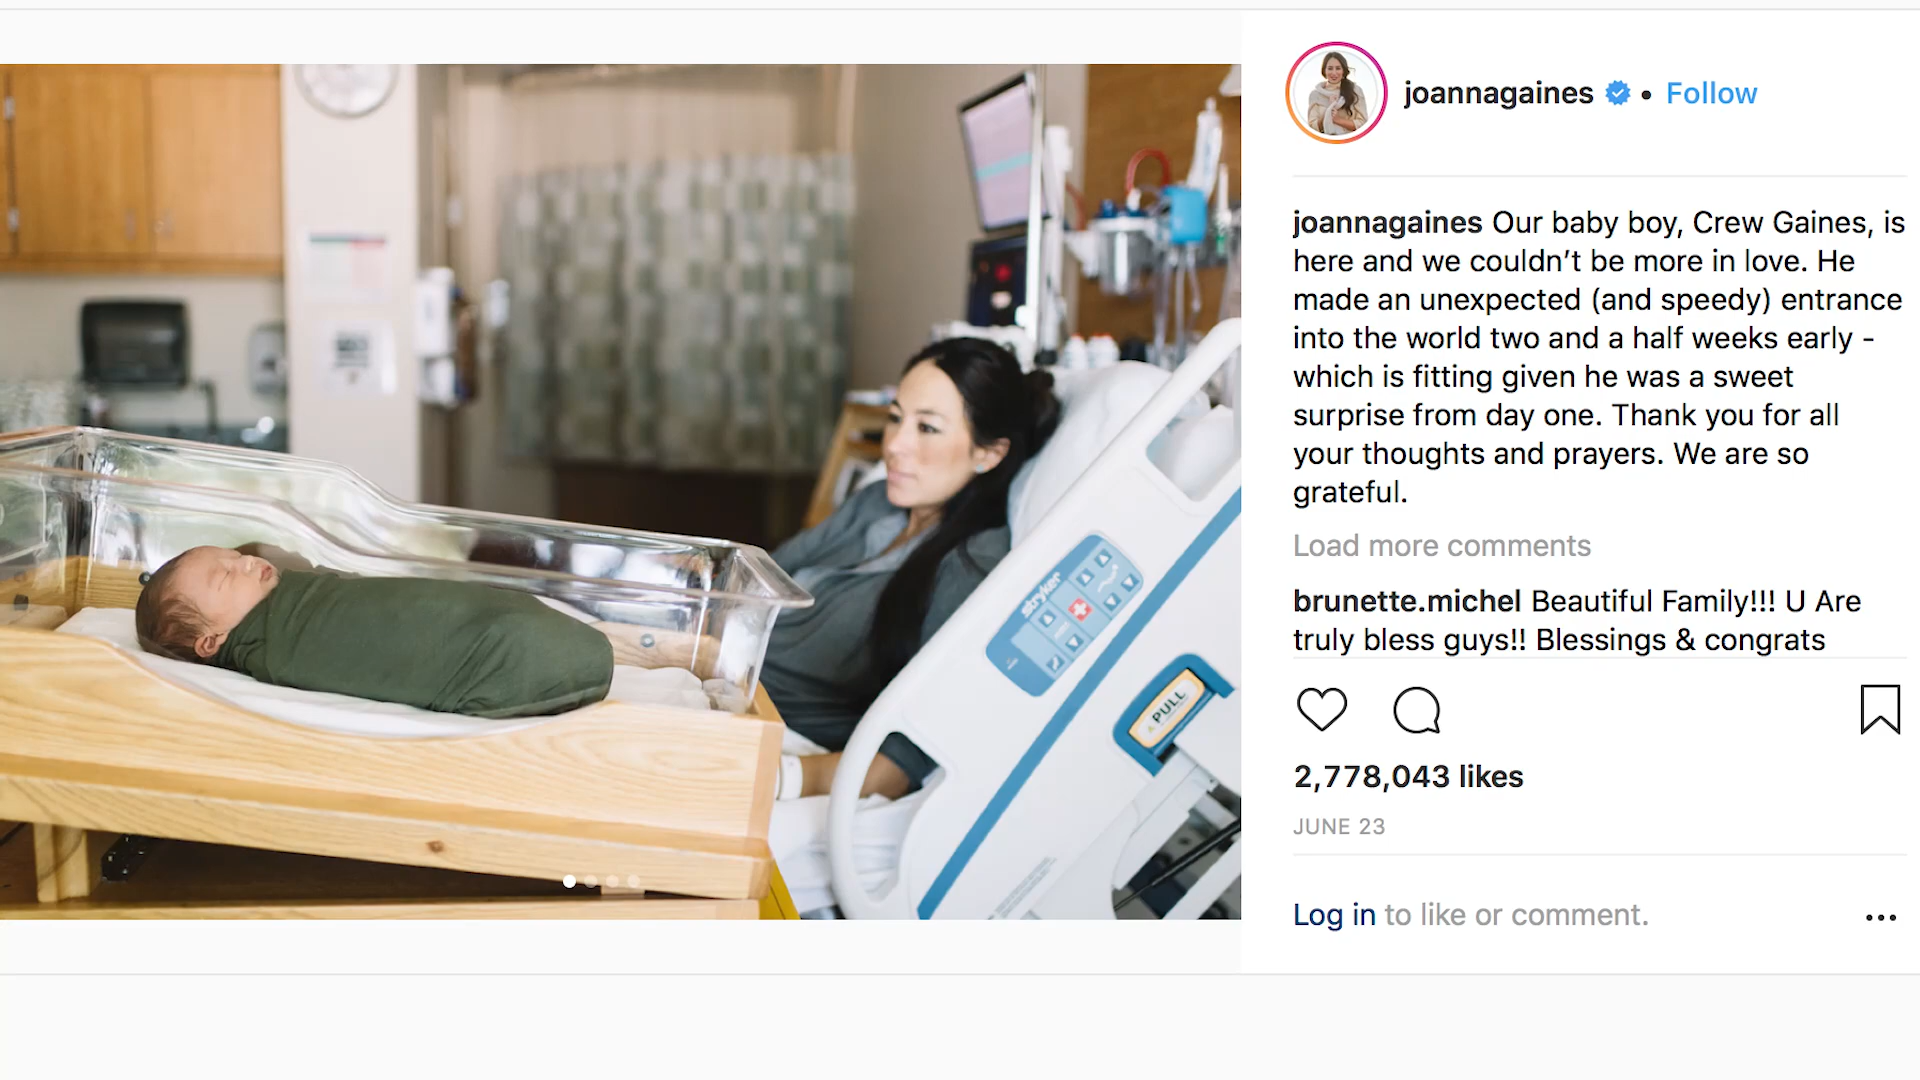 joannagaines • Follow
joannagaines Our baby boy, Crew Gaines, is
here and we couldn’t be more in love. He
made an unexpected (and speedy) entrance
into the world two and a half weeks early -
which is fitting given he was a sweet
surprise from day one. Thank you for all
your thoughts and prayers. We are so
grateful.
Load more comments
brunette.michel Beautiful Family!!! U Are
truly bless guys!! Blessings & congrats
2,778,043 likes
JUNE 23
Log in to like or comment.
stryker
PULL